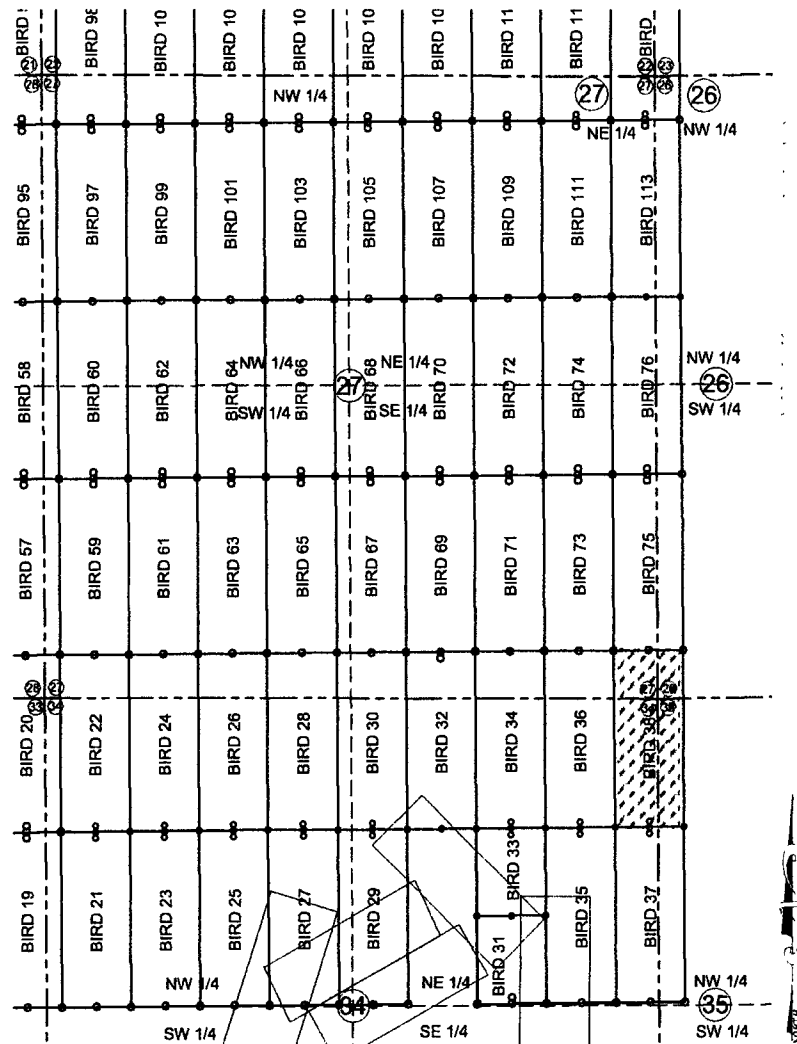 BIRD 98
BIRD 10
BIRD 10
BIRD 10
BIRD 10
BIRD 11
BIRD 11
BIRD
21 22
28 27
NW 1/4
27
22 23
27 26
26
NE 1/4
NW 1/4
BIRD 95
BIRD 97
BIRD 99
BIRD 101
BIRD 103
BIRD 105
BIRD 107
BIRD 109
BIRD 111
BIRD 113
NW 1/4
NE 1/4
NW 1/4
BIRD 58
BIRD 60
BIRD 62
BIRD 64
BIRD 66
27
BIRD 68
BIRD 70
BIRD 72
BIRD 74
BIRD 76
26
SW 1/4
SE 1/4
SW 1/4
BIRD 57
BIRD 59
BIRD 61
BIRD 63
BIRD 65
BIRD 67
BIRD 69
BIRD 71
BIRD 73
BIRD 75
28 27
33 34
27 26
34 35
BIRD 20
BIRD 22
BIRD 24
BIRD 26
BIRD 28
BIRD 30
BIRD 32
BIRD 34
BIRD 36
BIRD 38
BIRD 19
BIRD 21
BIRD 23
BIRD 25
BIRD 27
BIRD 29
BIRD 31
BIRD 33
BIRD 35
BIRD 37
NW 1/4
NE 1/4
NW 1/4
34
35
SW 1/4
SE 1/4
SW 1/4